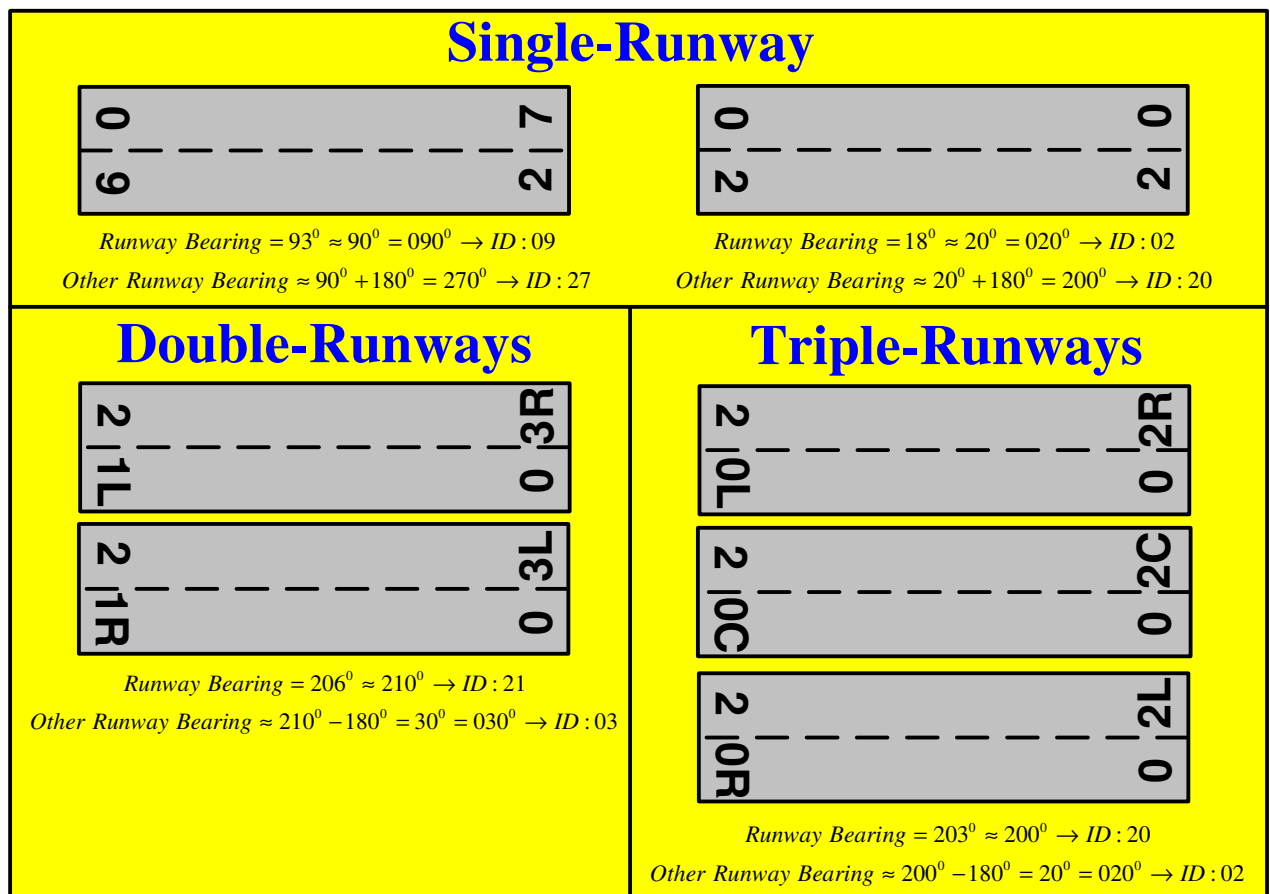 Single-Runway
0 7
9 2
0 0
2 2
Runway Bearing = 93⁰ ≈ 90⁰ = 090⁰ → ID : 09
Other Runway Bearing ≈ 90⁰ +180⁰ = 270⁰ → ID : 27
Runway Bearing = 18⁰ ≈ 20⁰ = 020⁰ → ID : 02
Other Runway Bearing ≈ 20⁰ +180⁰ = 200⁰ → ID : 20
Double-Runways
2 3R
1L 0
2 3L
1R 0
Runway Bearing = 206⁰ ≈ 210⁰ → ID : 21
Other Runway Bearing ≈ 210⁰ −180⁰ = 30⁰ = 030⁰ → ID : 03
Triple-Runways
2 2R
0L 0
2 2C
0C 0
2 2L
0R 0
Runway Bearing = 203⁰ ≈ 200⁰ → ID : 20
Other Runway Bearing ≈ 200⁰ −180⁰ = 20⁰ = 020⁰ → ID : 02